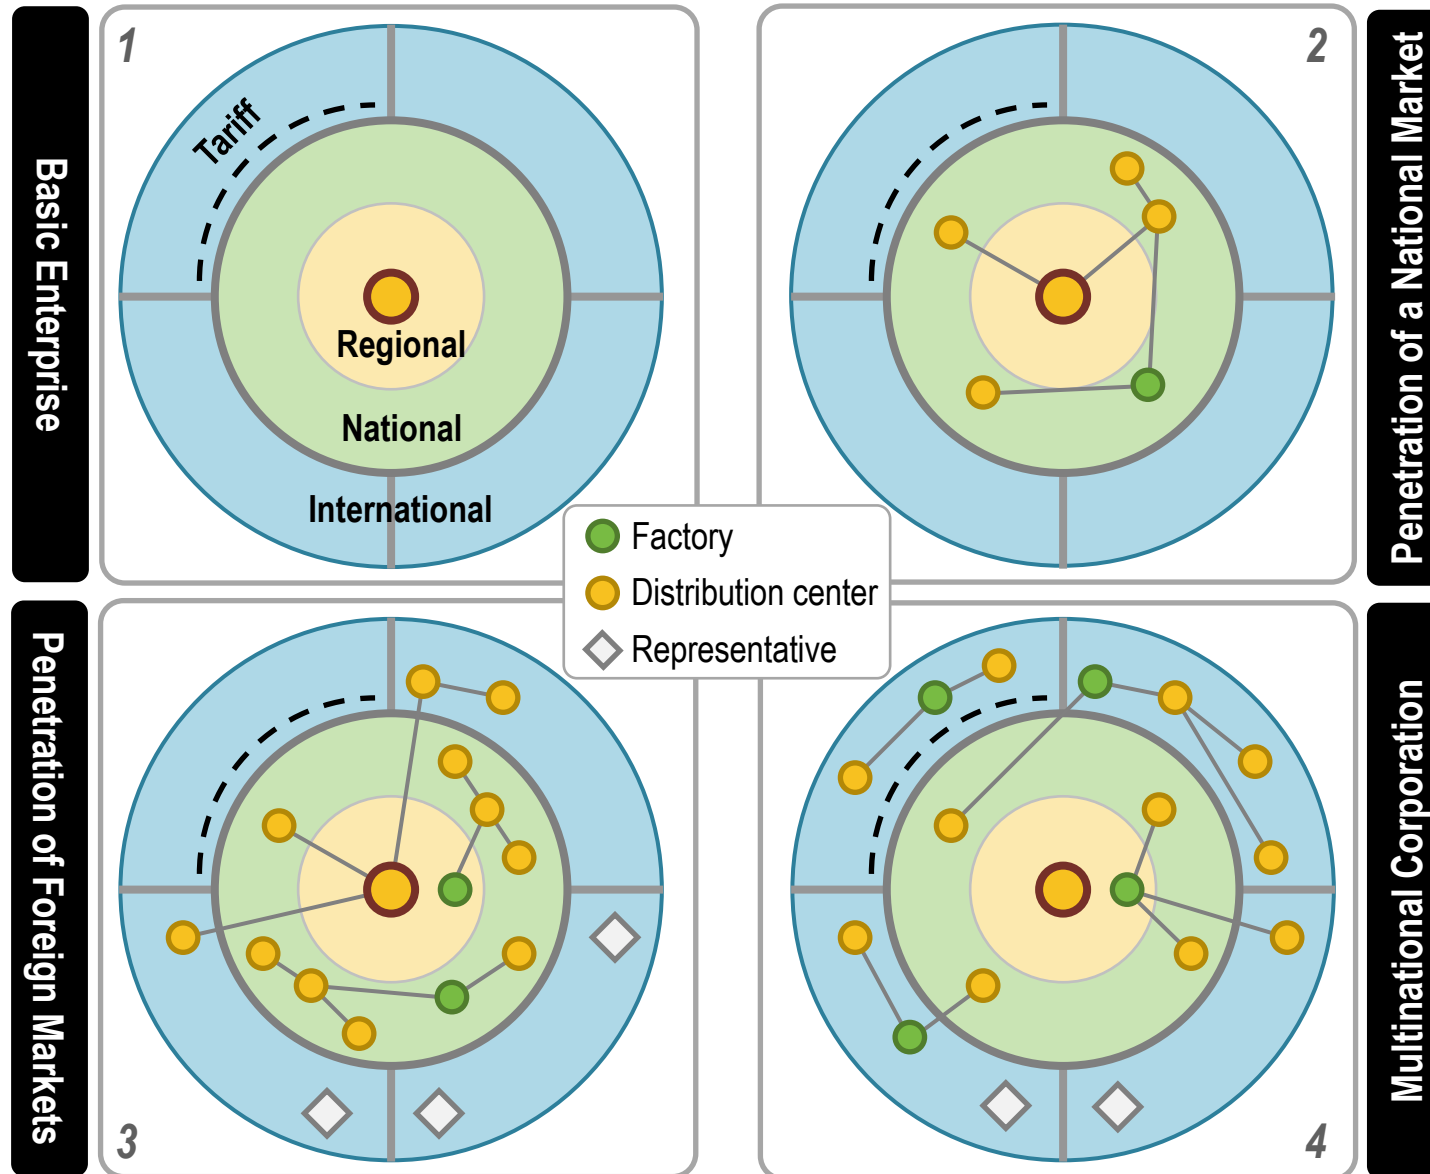 Basic Enterprise
1
Tariff
Regional
National
International
2
Penetration of a National Market
Factory
Distribution center
Representative
Penetration of Foreign Markets
3
4
Multinational Corporation